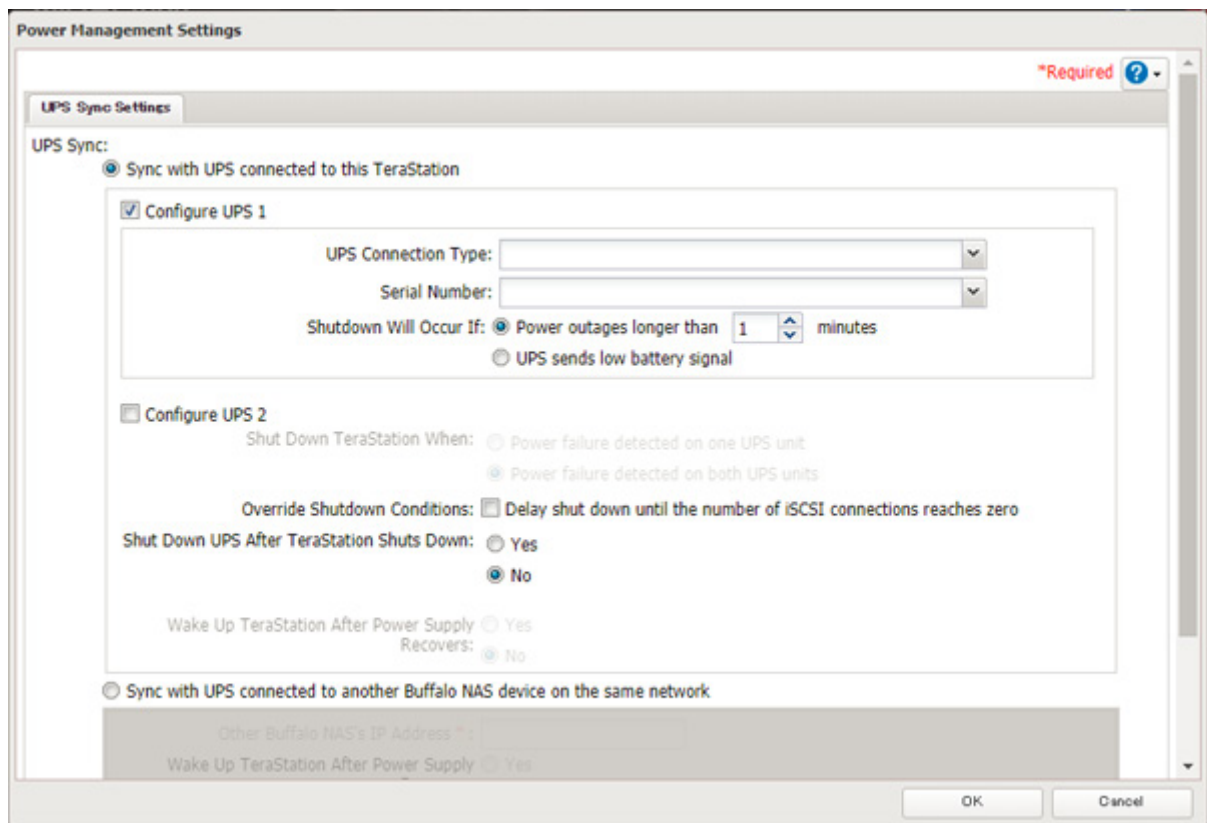 Power Management Settings
*Required
UPS Sync Settings
UPS Sync:
Sync with UPS connected to this TeraStation
Configure UPS 1
UPS Connection Type:
Serial Number:
Shutdown Will Occur If: Power outages longer than 1 minutes
UPS sends low battery signal
Configure UPS 2
Shut Down TeraStation When: Power failure detected on one UPS unit
Power failure detected on both UPS units
Override Shutdown Conditions: Delay shut down until the number of iSCSI connections reaches zero
Shut Down UPS After TeraStation Shuts Down: Yes
No
Wake Up TeraStation After Power Supply Yes
Recovers: No
Sync with UPS connected to another Buffalo NAS device on the same network
Other Buffalo NAS's IP Address *:
Wake Up TeraStation After Power Supply Yes
OK Cancel